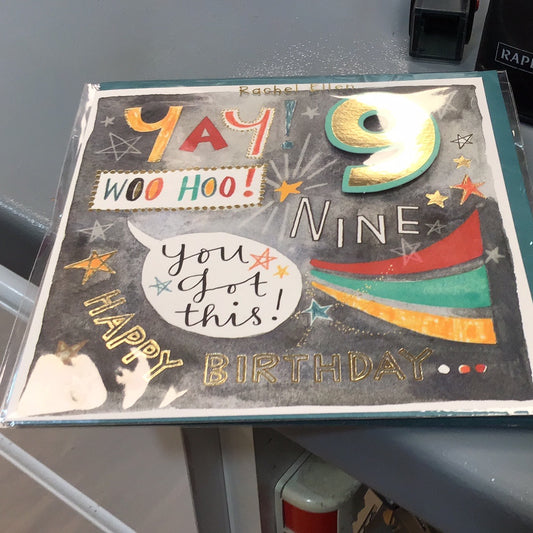 Rachel Ellen
YAY! 9
WOO HOO!
NINE
You
got
this!
HAPPY BIRTHDAY...